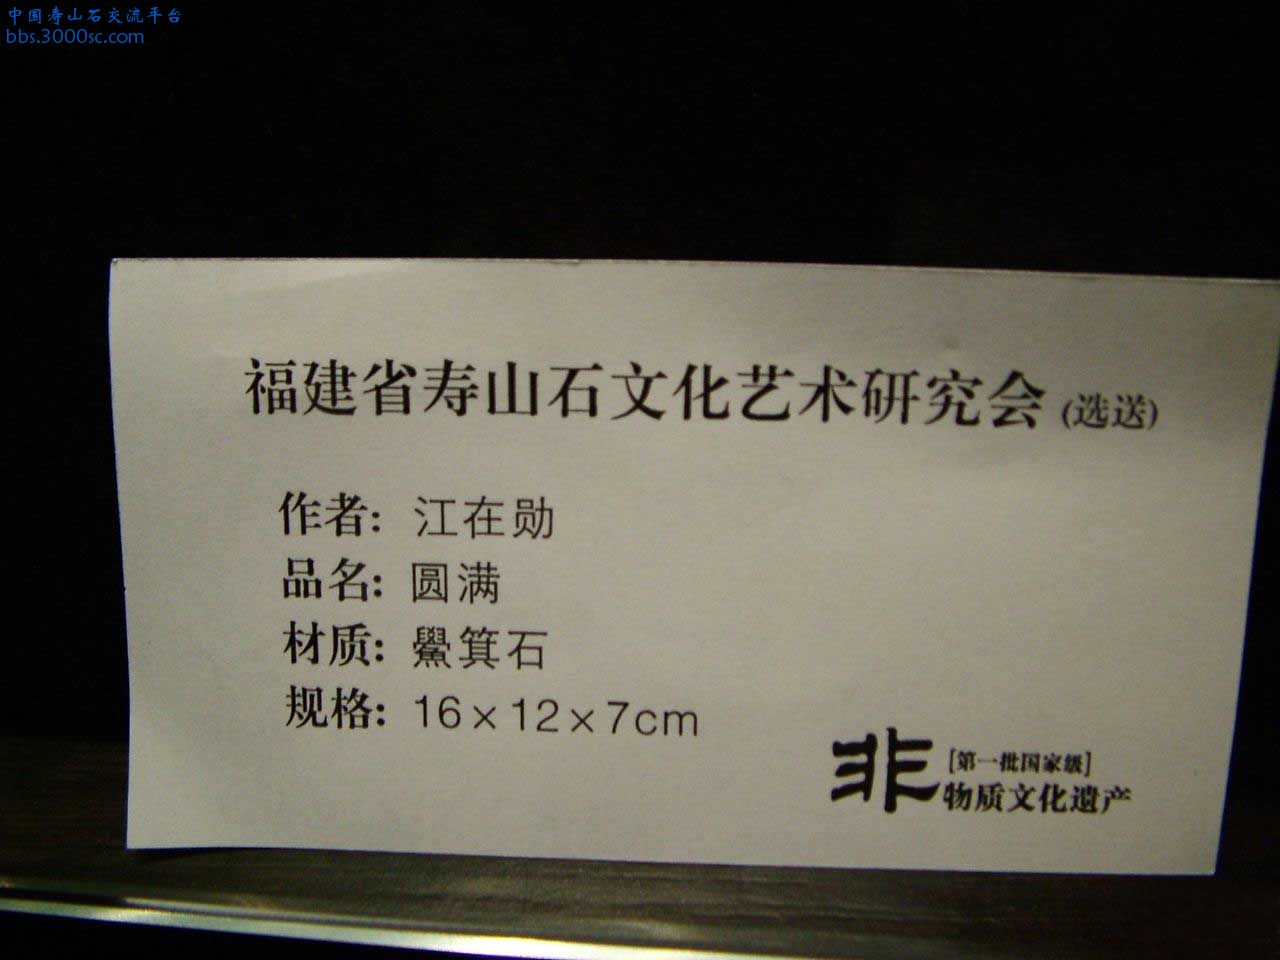 中国寿山石交流平台
bbs.3000sc.com
福建省寿山石文化艺术研究会 (选送)
作者: 江在勋
品名: 圆满
材质: 鲎箕石
规格: 16×12×7cm
非 [第一批国家级]
物质文化遗产